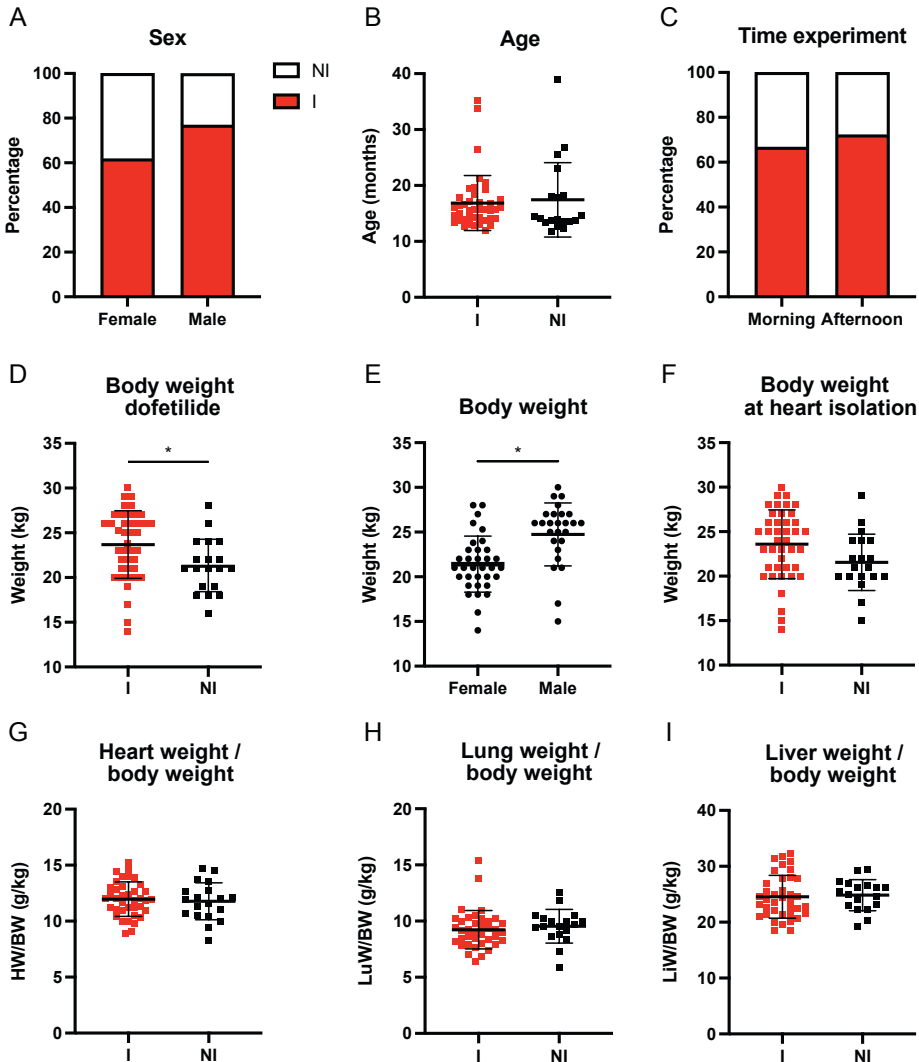 A
Sex
100
80
60
40
20
0
Percentage
Female Male
NI
I
B
Age
40
30
20
10
0
Age (months)
I NI
C
Time experiment
100
80
60
40
20
0
Percentage
Morning Afternoon
D
Body weight
dofetilide
35
30
25
20
15
10
Weight (kg)
*
I NI
E
Body weight
35
30
25
20
15
10
Weight (kg)
*
Female Male
F
Body weight
at heart isolation
35
30
25
20
15
10
Weight (kg)
I NI
G
Heart weight /
body weight
20
15
10
5
0
HW/BW (g/kg)
I NI
H
Lung weight /
body weight
20
15
10
5
0
LuW/BW (g/kg)
I NI
I
Liver weight /
body weight
40
30
20
10
0
LiW/BW (g/kg)
I NI